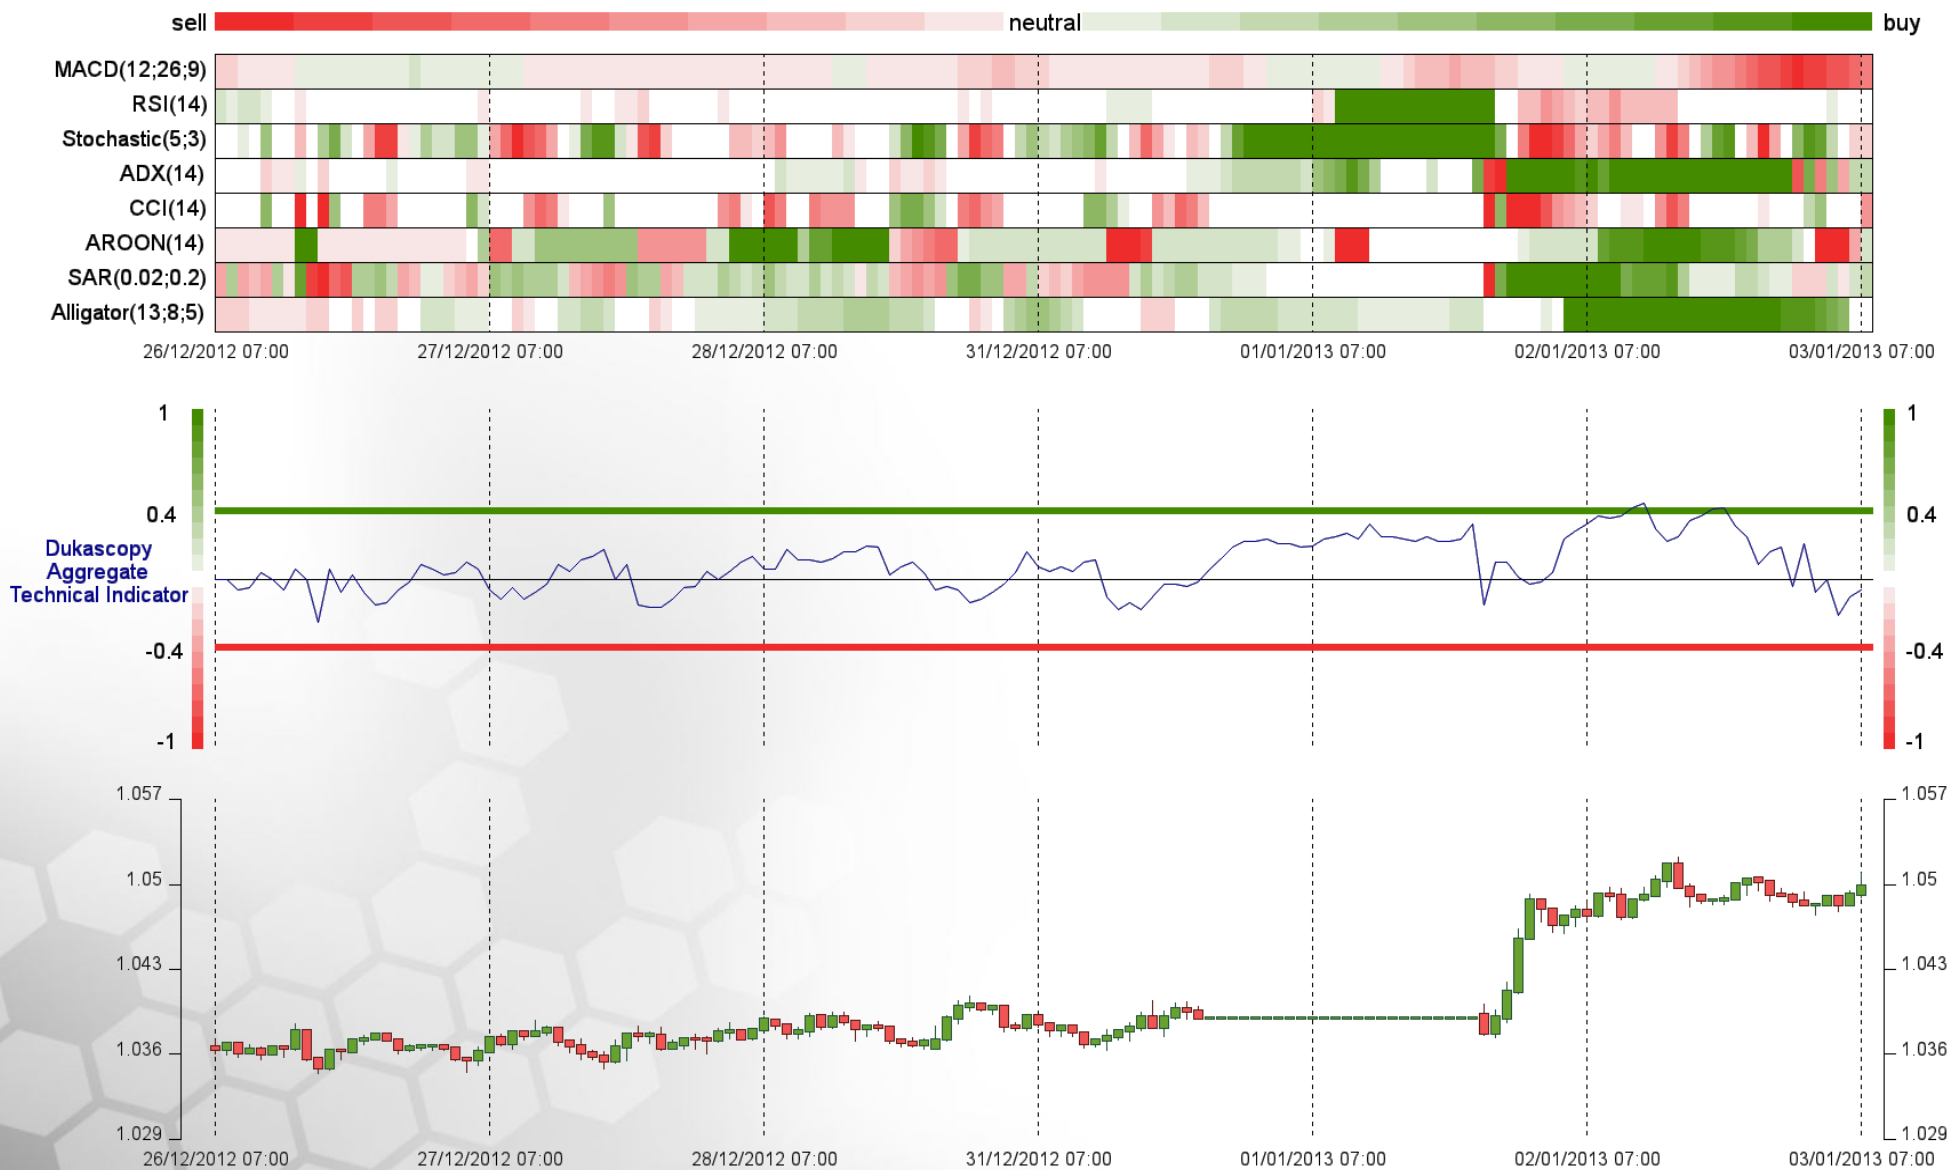 sell neutral buy
MACD(12;26;9)
RSI(14)
Stochastic(5;3)
ADX(14)
CCI(14)
AROON(14)
SAR(0.02;0.2)
Alligator(13;8;5)
26/12/2012 07:00 27/12/2012 07:00 28/12/2012 07:00 31/12/2012 07:00 01/01/2013 07:00 02/01/2013 07:00 03/01/2013 07:00
1 1
0.4 0.4
Dukascopy
Aggregate
Technical Indicator
-0.4 -0.4
-1 -1
1.057 1.057
1.05 1.05
1.043 1.043
1.036 1.036
1.029 1.029
26/12/2012 07:00 27/12/2012 07:00 28/12/2012 07:00 31/12/2012 07:00 01/01/2013 07:00 02/01/2013 07:00 03/01/2013 07:00